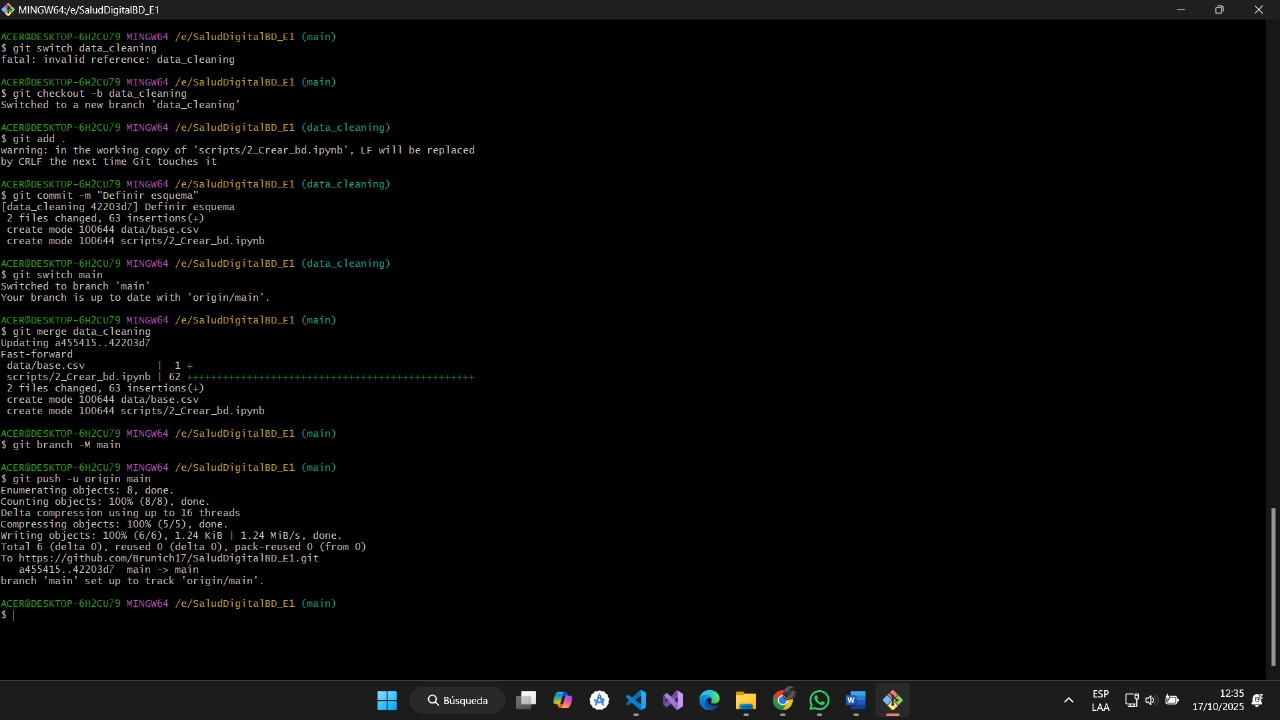 MINGW64:/e/SaludDigitalBD_E1
ACER@DESKTOP-6H2CU79 MINGW64 /e/SaludDigitalBD_E1 (main)
$ git switch data_cleaning
fatal: invalid reference: data_cleaning
ACER@DESKTOP-6H2CU79 MINGW64 /e/SaludDigitalBD_E1 (main)
$ git checkout -b data_cleaning
Switched to a new branch 'data_cleaning'
ACER@DESKTOP-6H2CU79 MINGW64 /e/SaludDigitalBD_E1 (data_cleaning)
$ git add .
warning: in the working copy of 'scripts/2_Crear_bd.ipynb', LF will be replaced
by CRLF the next time Git touches it
ACER@DESKTOP-6H2CU79 MINGW64 /e/SaludDigitalBD_E1 (data_cleaning)
$ git commit -m "Definir esquema"
[data_cleaning 42203d7] Definir esquema
 2 files changed, 63 insertions(+)
 create mode 100644 data/base.csv
 create mode 100644 scripts/2_Crear_bd.ipynb
ACER@DESKTOP-6H2CU79 MINGW64 /e/SaludDigitalBD_E1 (data_cleaning)
$ git switch main
Switched to branch 'main'
Your branch is up to date with 'origin/main'.
ACER@DESKTOP-6H2CU79 MINGW64 /e/SaludDigitalBD_E1 (main)
$ git merge data_cleaning
Updating a455415..42203d7
Fast-forward
 data/base.csv            |  1 +
 scripts/2_Crear_bd.ipynb | 62 ++++++++++++++++++++++++++++++++++++++++++++++++
 2 files changed, 63 insertions(+)
 create mode 100644 data/base.csv
 create mode 100644 scripts/2_Crear_bd.ipynb
ACER@DESKTOP-6H2CU79 MINGW64 /e/SaludDigitalBD_E1 (main)
$ git branch -M main
ACER@DESKTOP-6H2CU79 MINGW64 /e/SaludDigitalBD_E1 (main)
$ git push -u origin main
Enumerating objects: 8, done.
Counting objects: 100% (8/8), done.
Delta compression using up to 16 threads
Compressing objects: 100% (5/5), done.
Writing objects: 100% (6/6), 1.24 KiB | 1.24 MiB/s, done.
Total 6 (delta 0), reused 0 (delta 0), pack-reused 0 (from 0)
To https://github.com/Brunich17/SaludDigitalBD_E1.git
   a455415..42203d7  main -> main
branch 'main' set up to track 'origin/main'.
ACER@DESKTOP-6H2CU79 MINGW64 /e/SaludDigitalBD_E1 (main)
$
Búsqueda
ESP
LAA
12:35
17/10/2025